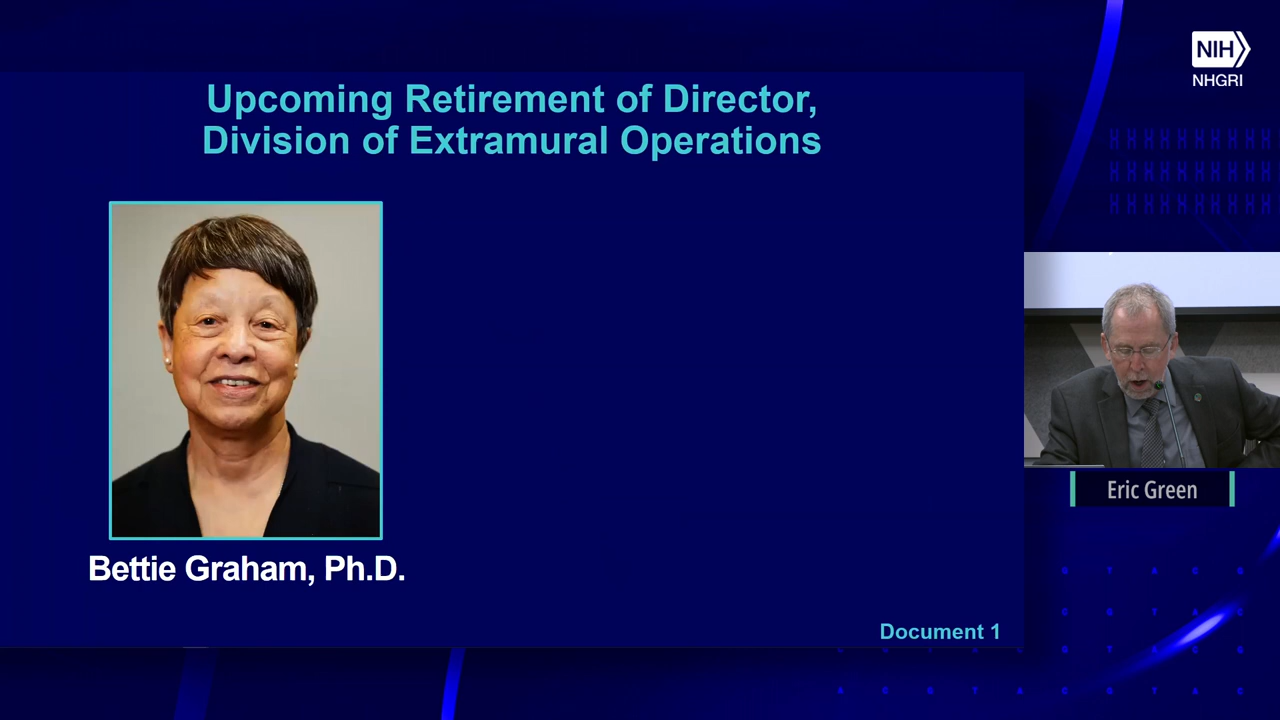 Upcoming Retirement of Director,
Division of Extramural Operations
Bettie Graham, Ph.D.
Document 1
NIH
NHGRI
Eric Green